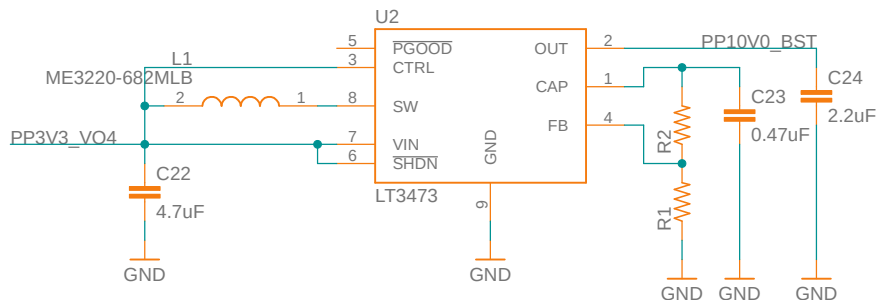 U2
5
PGOOD
OUT
2
PP10V0_BST
L1
3
CTRL
ME3220-682MLB
CAP
1
C24
2
1
8
SW
C23
2.2uF
FB
4
0.47uF
R2
PP3V3_VO4
7
VIN
GND
6
SHDN
C22
LT3473
4.7uF
9
R1
GND
GND
GND
GND
GND